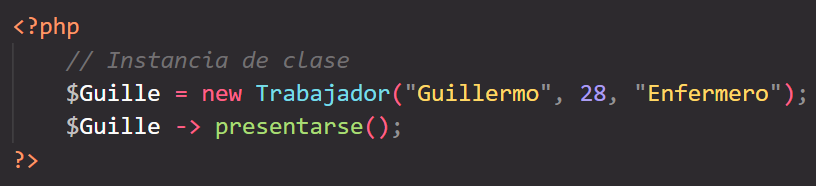 <?php
// Instancia de clase
$Guille = new Trabajador("Guillermo", 28, "Enfermero");
$Guille -> presentarse();
?>